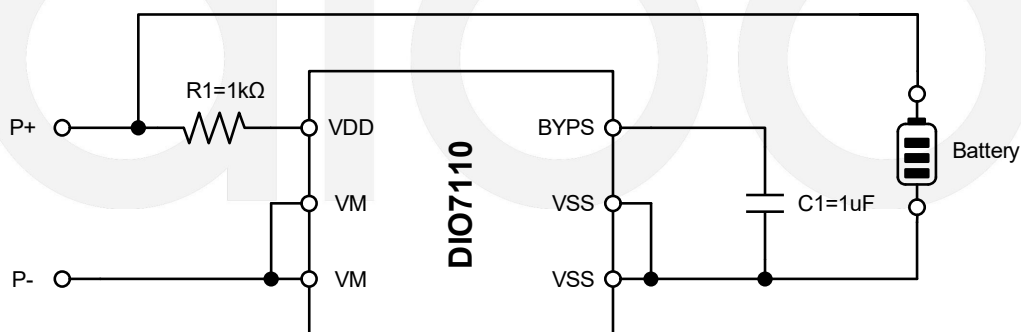 R1=1kΩ
P+
VDD
BYPS
Battery
VM
VSS
C1=1uF
DIO7110
P-
VM
VSS